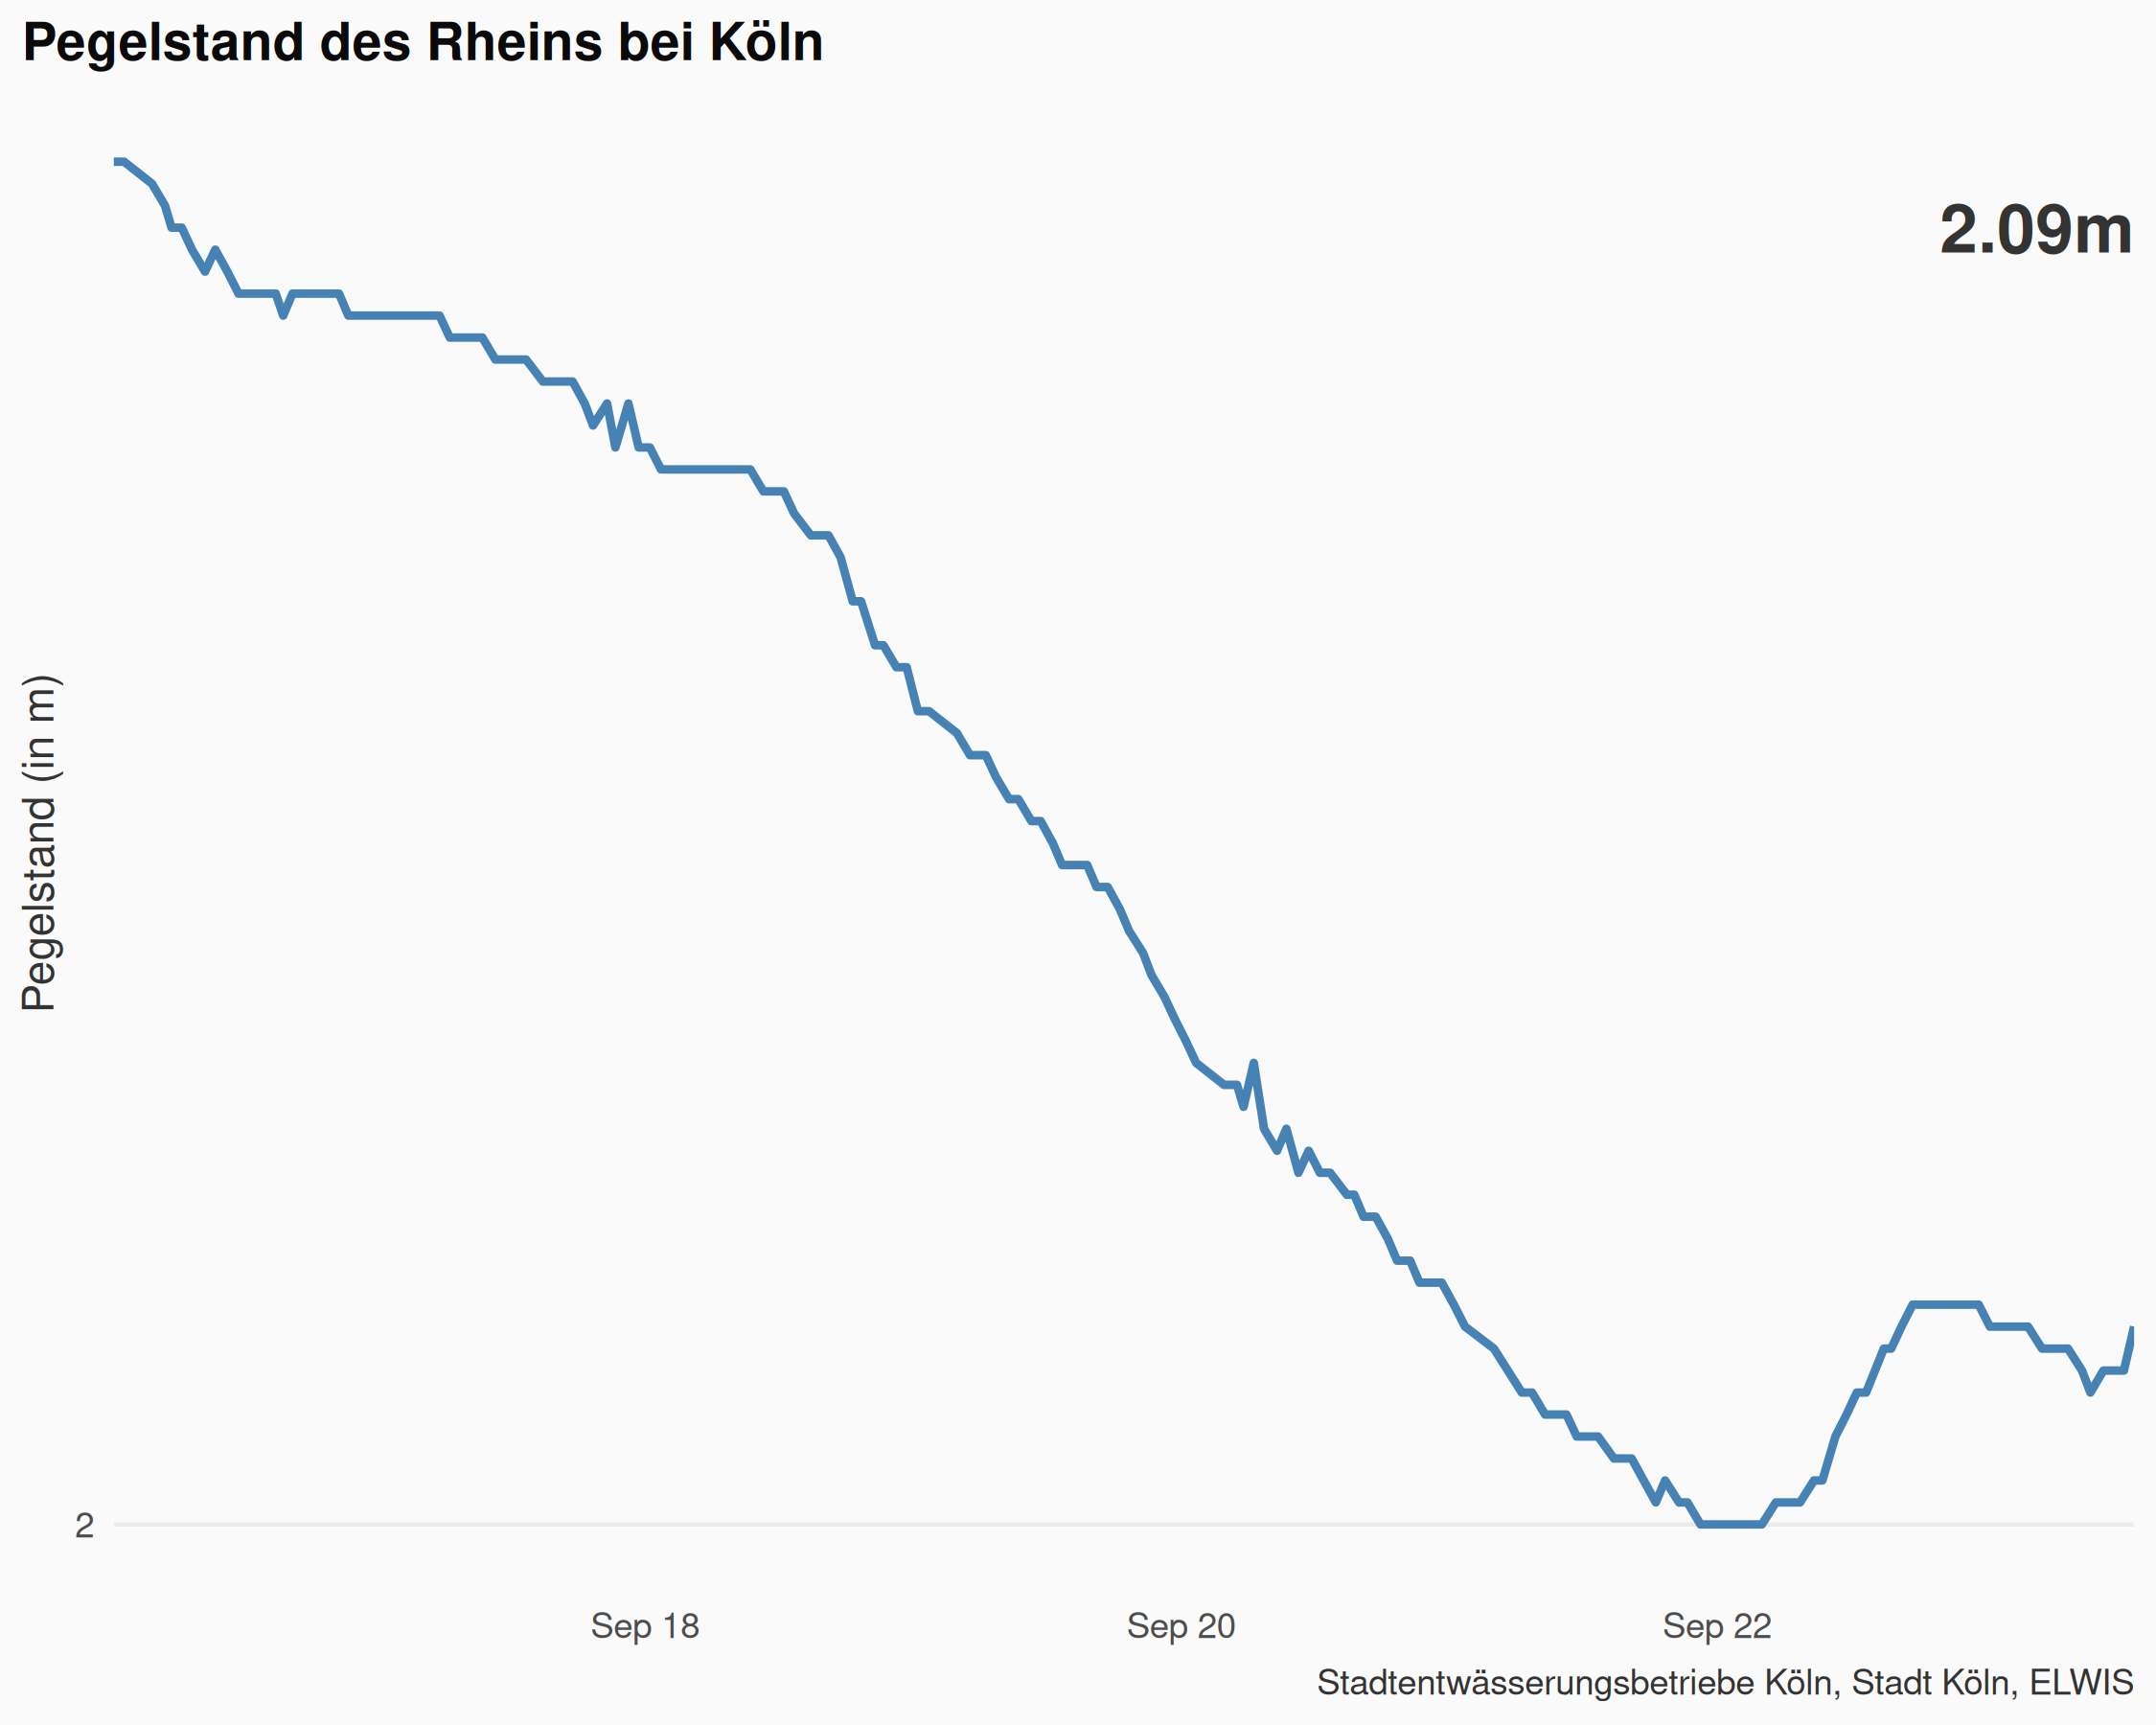 Pegelstand des Rheins bei Köln
2.09m
Pegelstand (in m)
2
Sep 18
Sep 20
Sep 22
Stadtentwässerungsbetriebe Köln, Stadt Köln, ELWIS